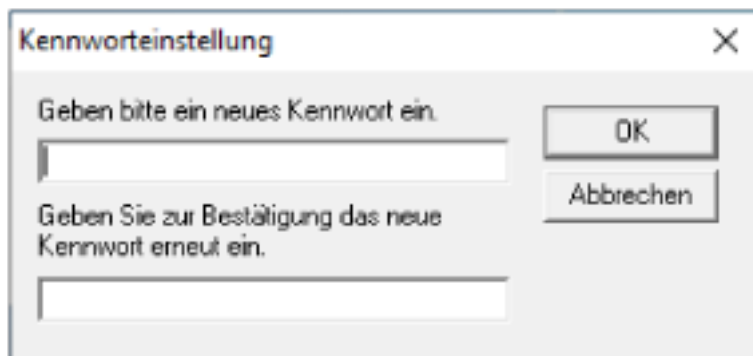 Kennworteinstellung
Geben bitte ein neues Kennwort ein.
OK
Abbrechen
Geben Sie zur Bestätigung das neue
Kennwort erneut ein.